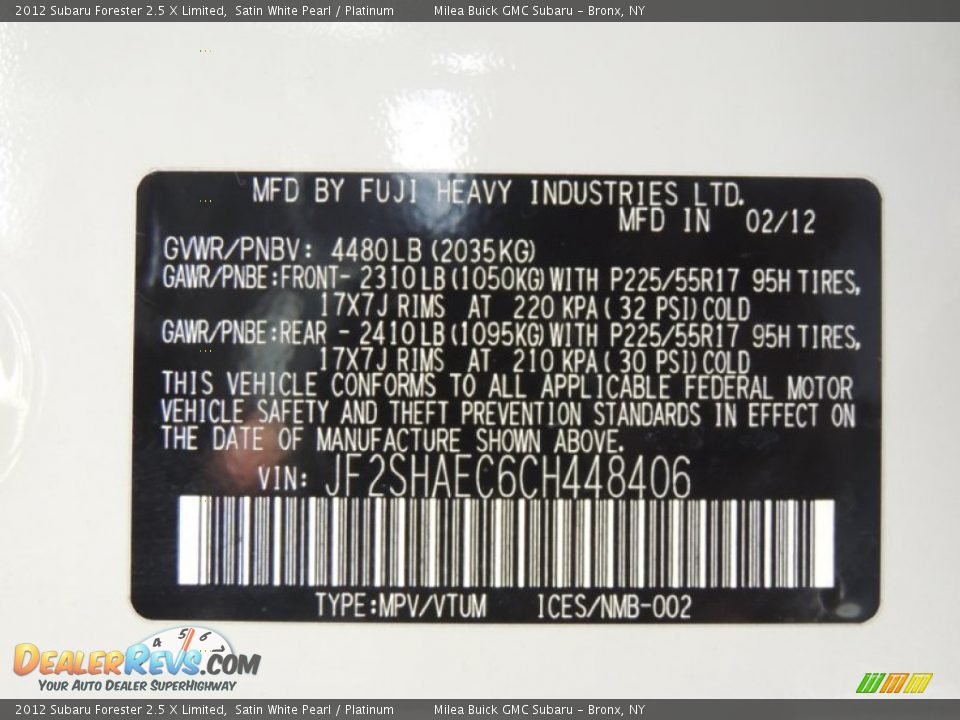 2012 Subaru Forester 2.5 X Limited, Satin White Pearl / Platinum Milea Buick GMC Subaru - Bronx, NY
MFD BY FUJI HEAVY INDUSTRIES LTD.
MFD IN 02/12
GVWR/PNBV: 4480LB (2035KG)
GAWR/PNBE:FRONT- 2310LB (1050KG) WITH P225/55R17 95H TIRES,
17X7J RIMS AT 220 KPA ( 32 PSI) COLD
GAWR/PNBE:REAR - 2410LB (1095KG) WITH P225/55R17 95H TIRES,
17X7J RIMS AT 210 KPA ( 30 PSI) COLD
THIS VEHICLE CONFORMS TO ALL APPLICABLE FEDERAL MOTOR
VEHICLE SAFETY AND THEFT PREVENTION STANDARDS IN EFFECT ON
THE DATE OF MANUFACTURE SHOWN ABOVE.
VIN: JF2SHAEC6CH448406
TYPE:MPV/VTUM ICES/NMB-002
4 5 6 7
DEALERREVS.COM
YOUR AUTO DEALER SUPERHIGHWAY
2012 Subaru Forester 2.5 X Limited, Satin White Pearl / Platinum Milea Buick GMC Subaru - Bronx, NY